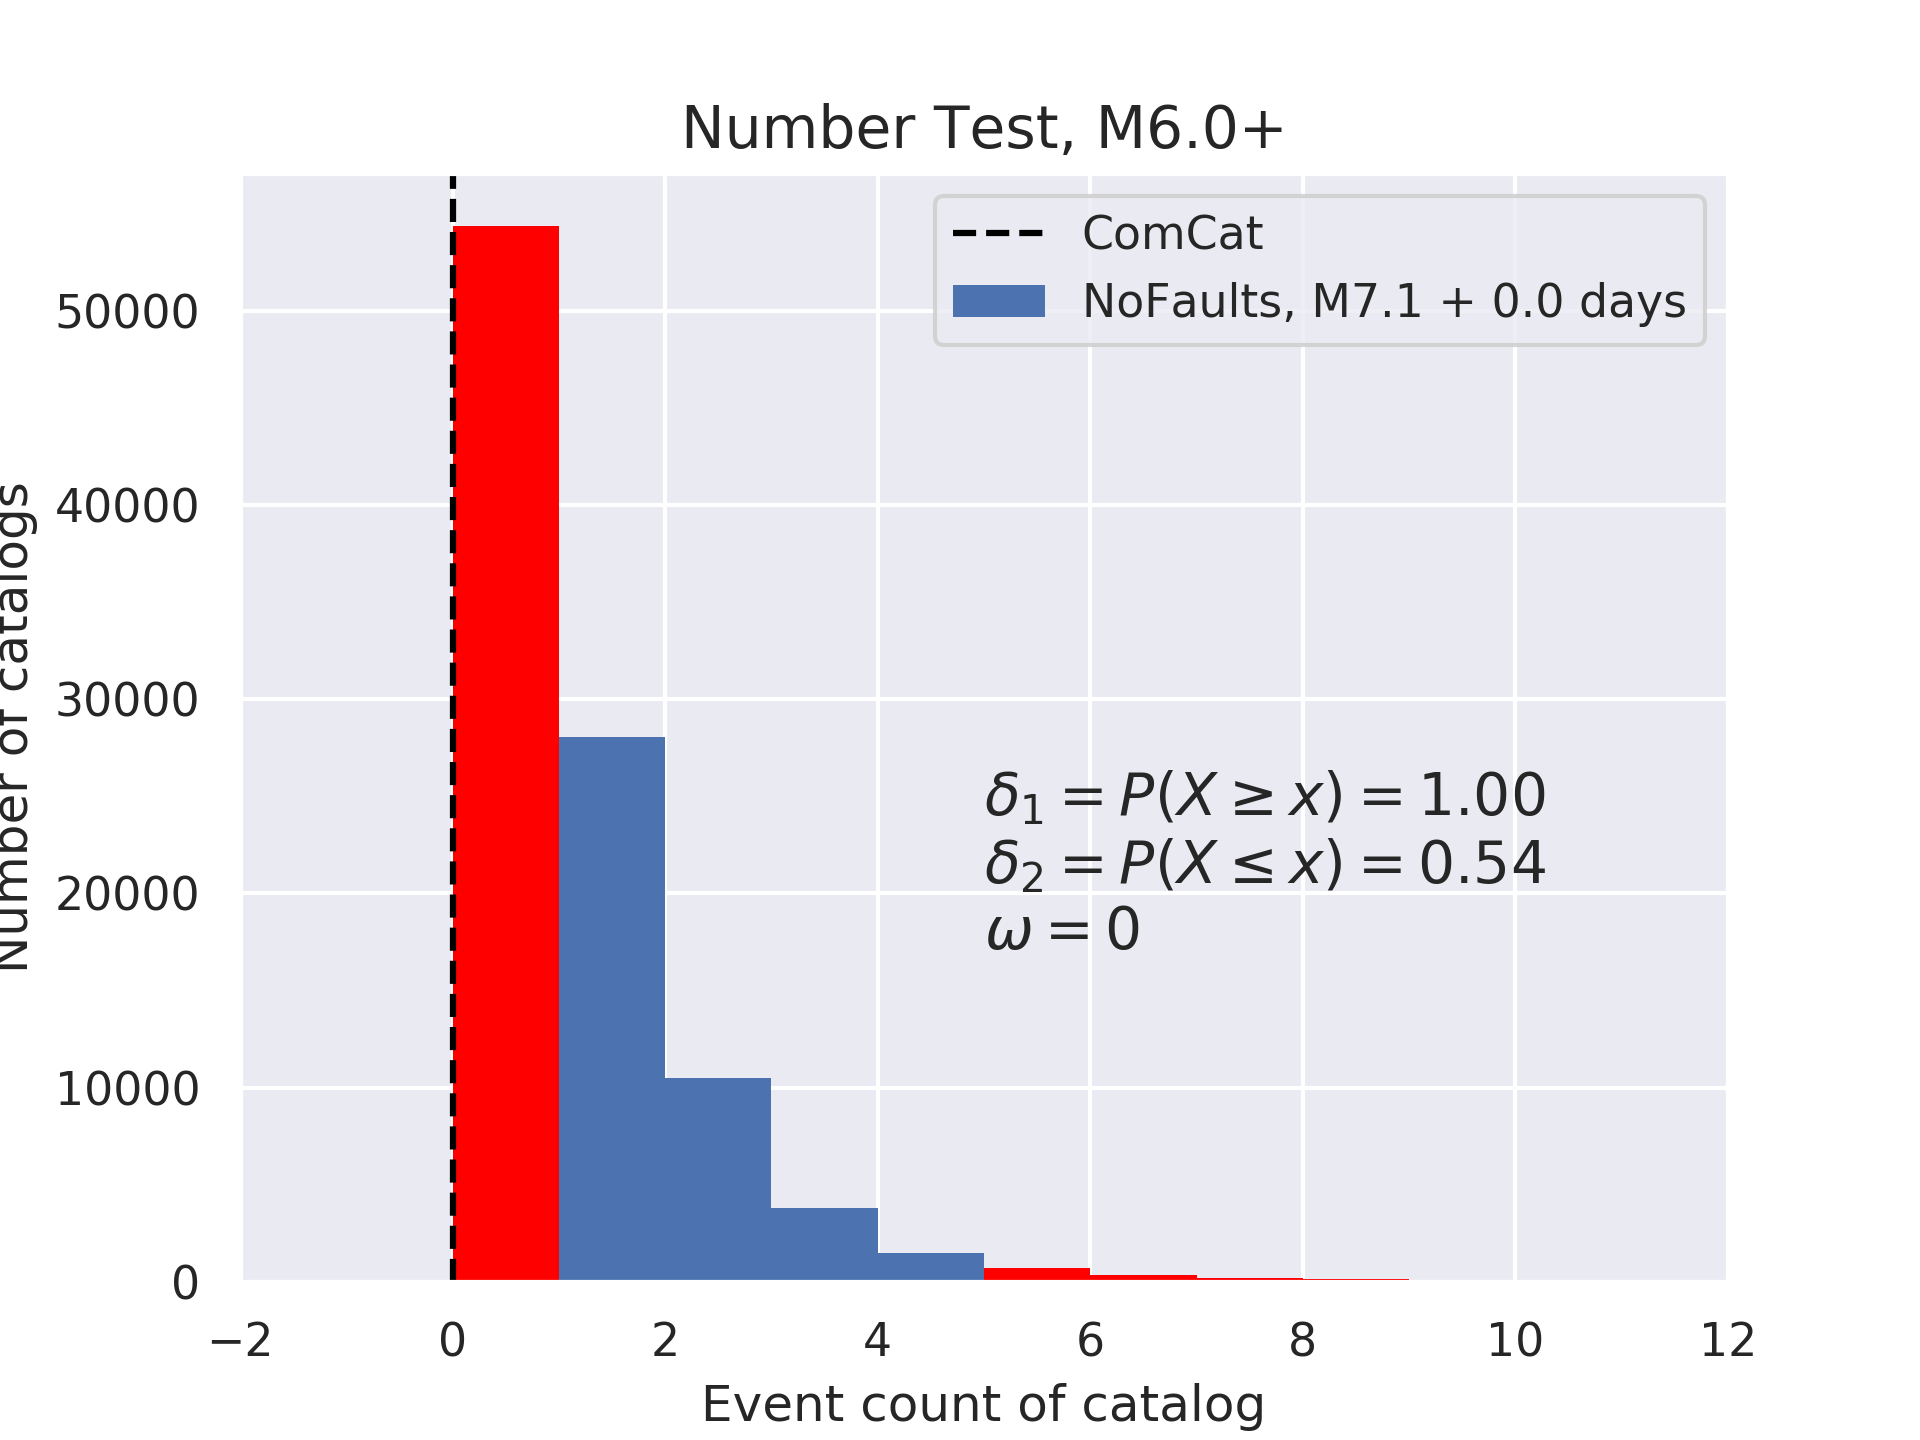 Number Test, M6.0+
ComCat
NoFaults, M7.1 + 0.0 days
50000
40000
30000
20000
10000
0
Number of catalogs
δ₁ = P(X ≥ x) = 1.00
δ₂ = P(X ≤ x) = 0.54
ω = 0
−2 0 2 4 6 8 10 12
Event count of catalog